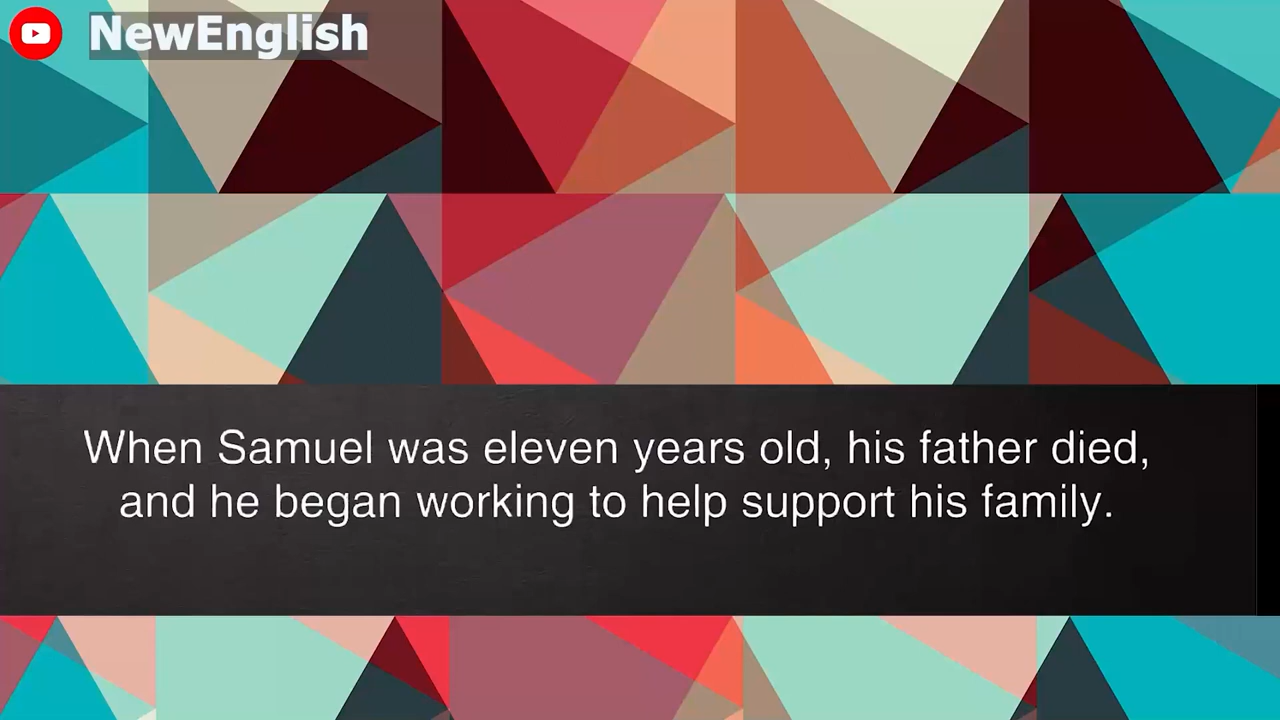 NewEnglish
When Samuel was eleven years old, his father died,
and he began working to help support his family.